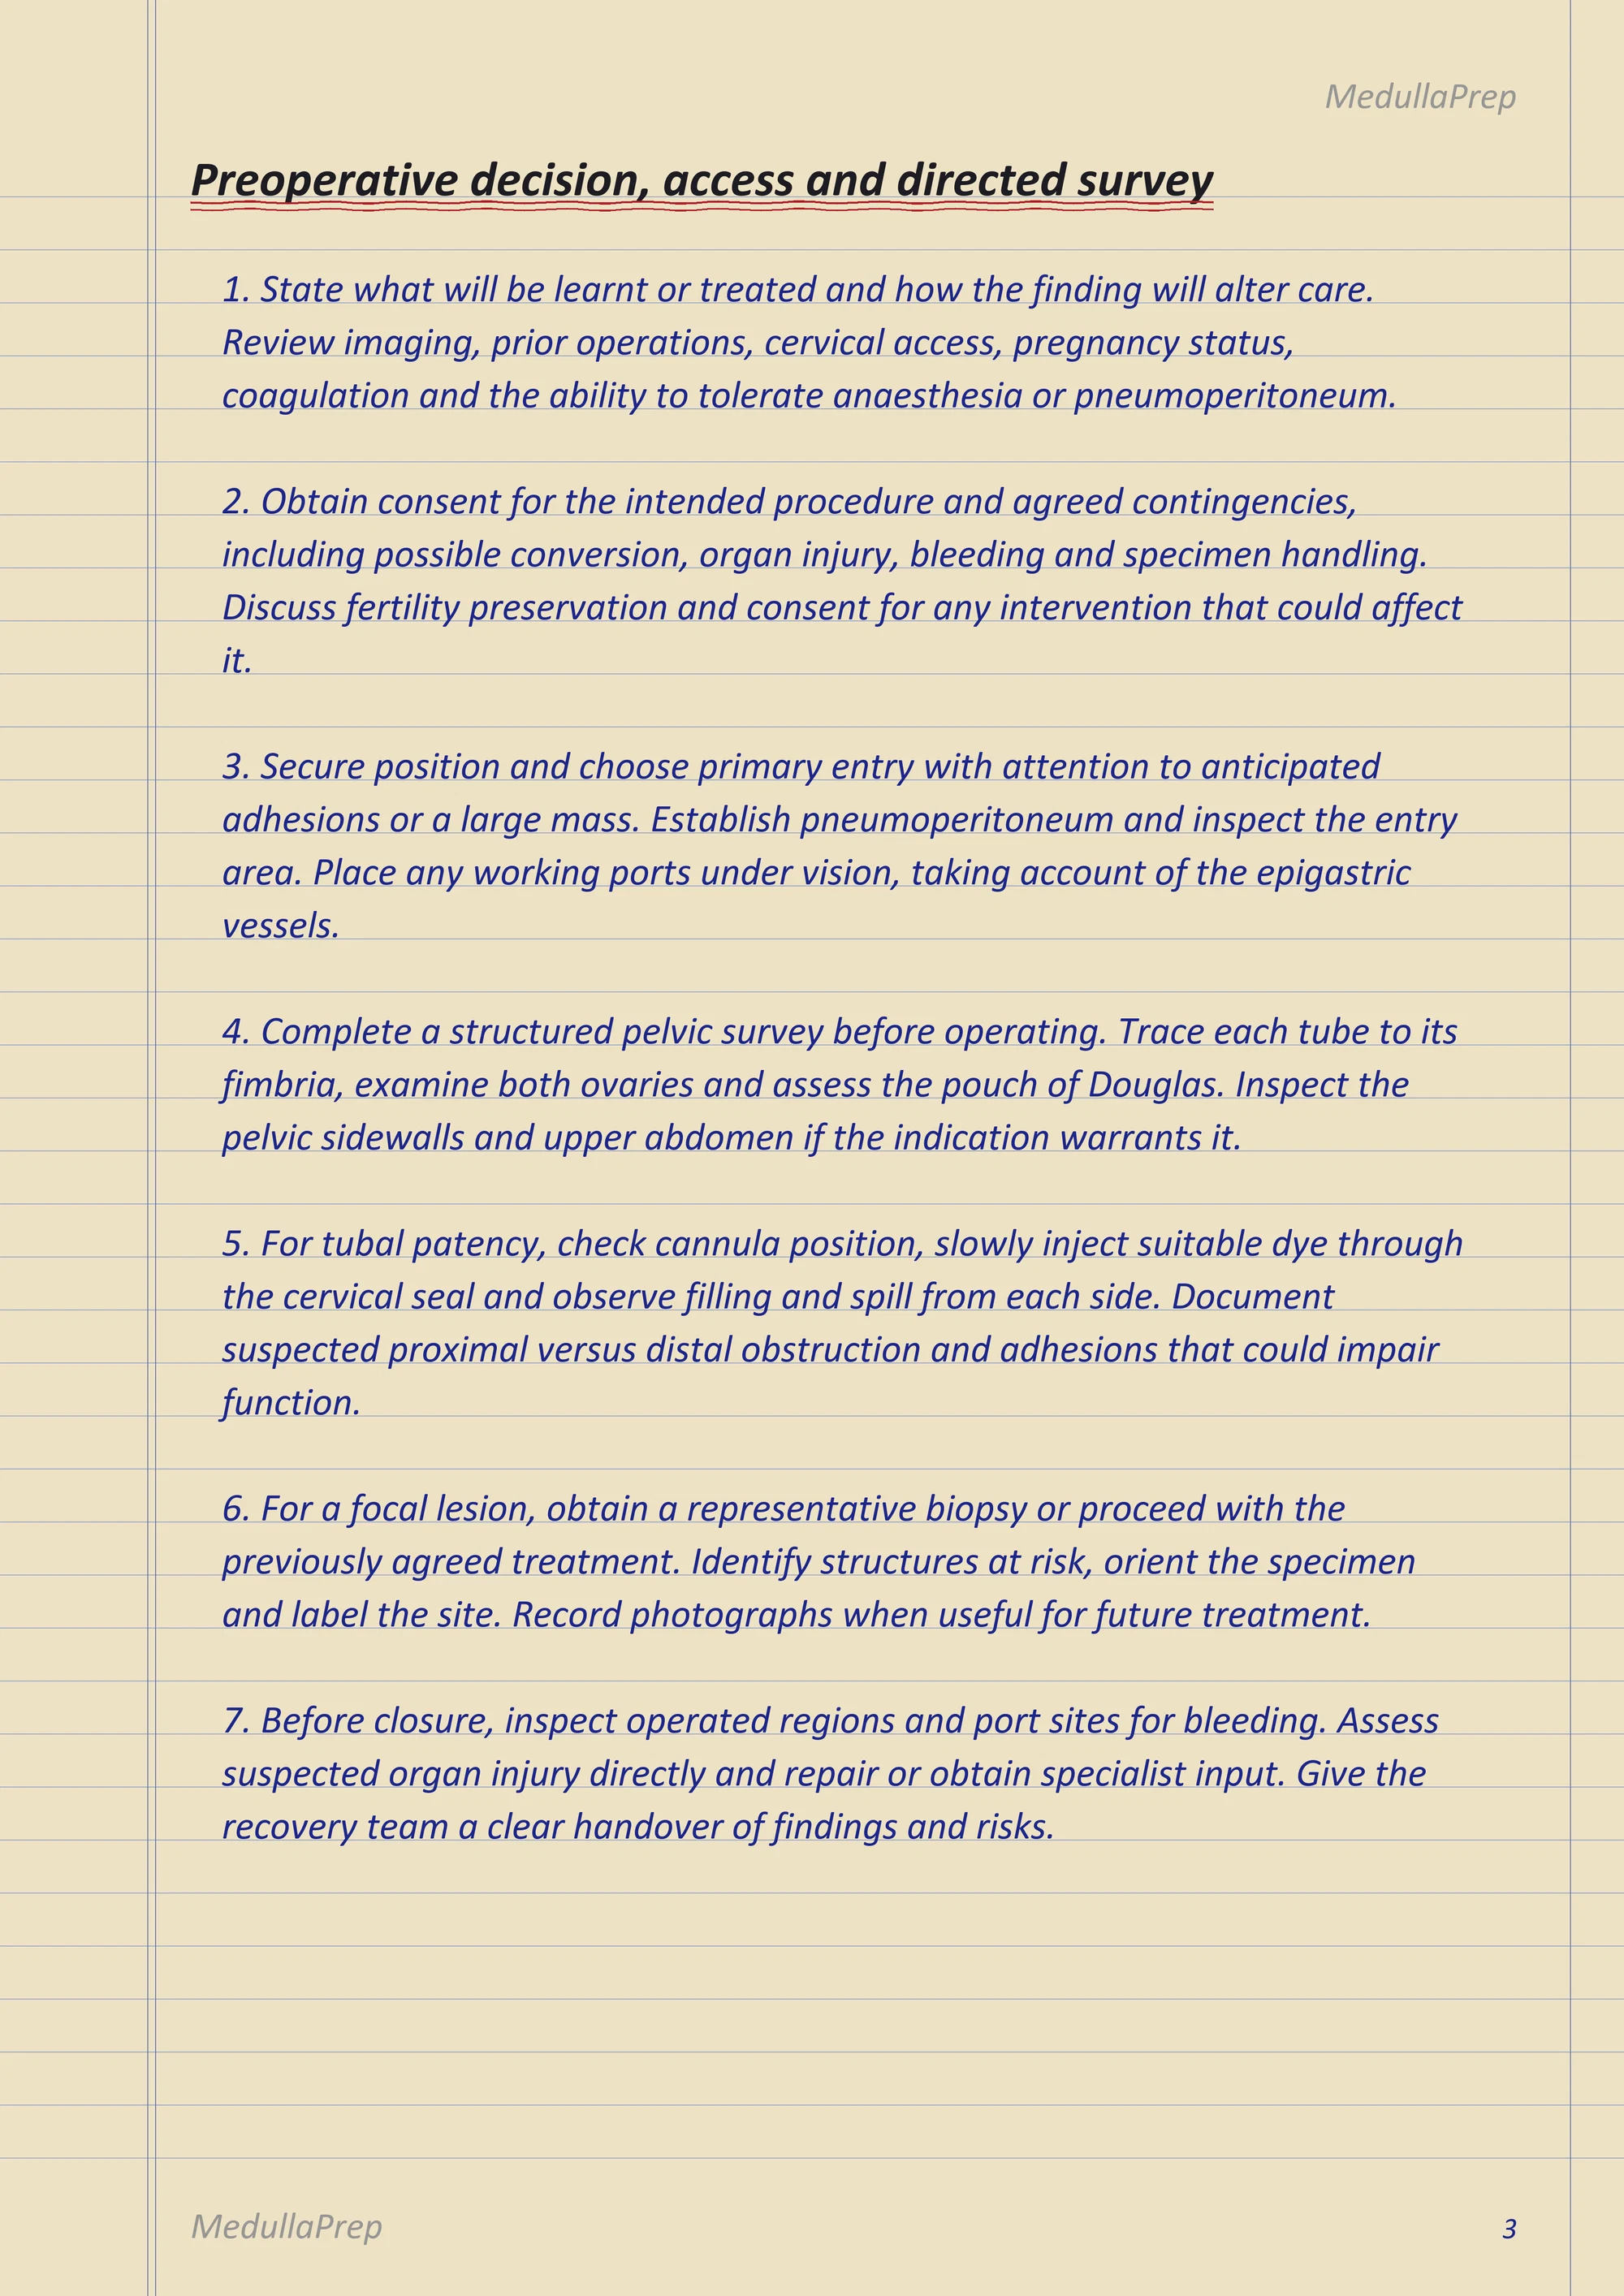 MedullaPrep
Preoperative decision, access and directed survey
1. State what will be learnt or treated and how the finding will alter care.
Review imaging, prior operations, cervical access, pregnancy status,
coagulation and the ability to tolerate anaesthesia or pneumoperitoneum.
2. Obtain consent for the intended procedure and agreed contingencies,
including possible conversion, organ injury, bleeding and specimen handling.
Discuss fertility preservation and consent for any intervention that could affect
it.
3. Secure position and choose primary entry with attention to anticipated
adhesions or a large mass. Establish pneumoperitoneum and inspect the entry
area. Place any working ports under vision, taking account of the epigastric
vessels.
4. Complete a structured pelvic survey before operating. Trace each tube to its
fimbria, examine both ovaries and assess the pouch of Douglas. Inspect the
pelvic sidewalls and upper abdomen if the indication warrants it.
5. For tubal patency, check cannula position, slowly inject suitable dye through
the cervical seal and observe filling and spill from each side. Document
suspected proximal versus distal obstruction and adhesions that could impair
function.
6. For a focal lesion, obtain a representative biopsy or proceed with the
previously agreed treatment. Identify structures at risk, orient the specimen
and label the site. Record photographs when useful for future treatment.
7. Before closure, inspect operated regions and port sites for bleeding. Assess
suspected organ injury directly and repair or obtain specialist input. Give the
recovery team a clear handover of findings and risks.
MedullaPrep
3